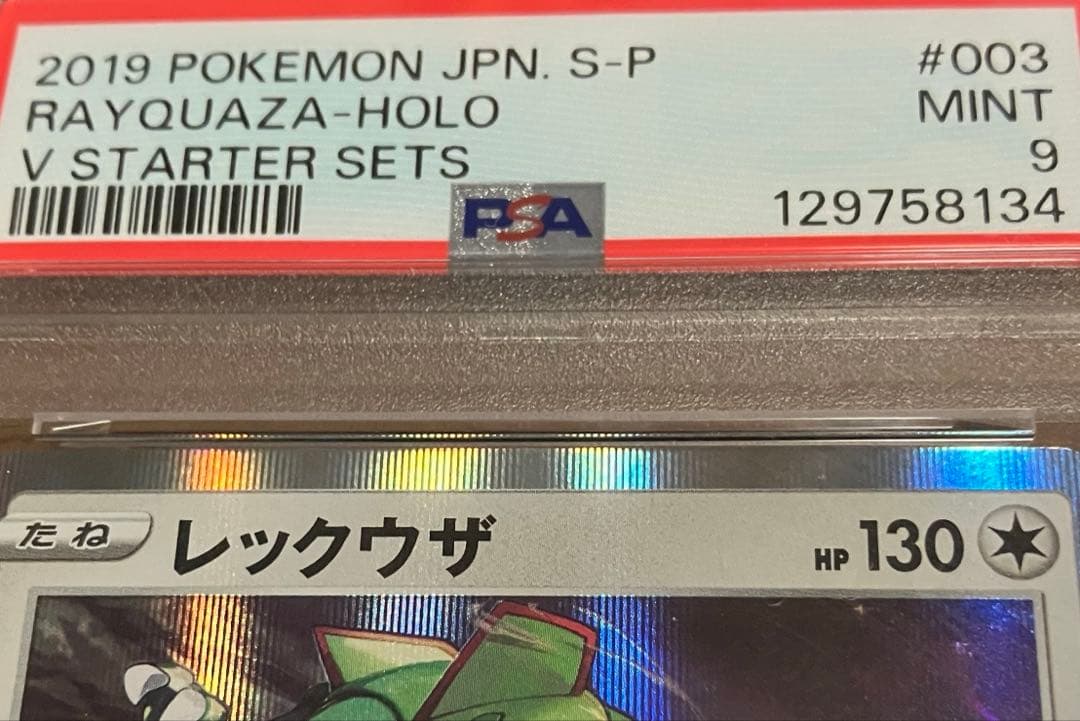 2019 POKEMON JPN. S-P #003
RAYQUAZA-HOLO MINT
V STARTER SETS 9
PSA 129758134
たね レックウザ HP 130